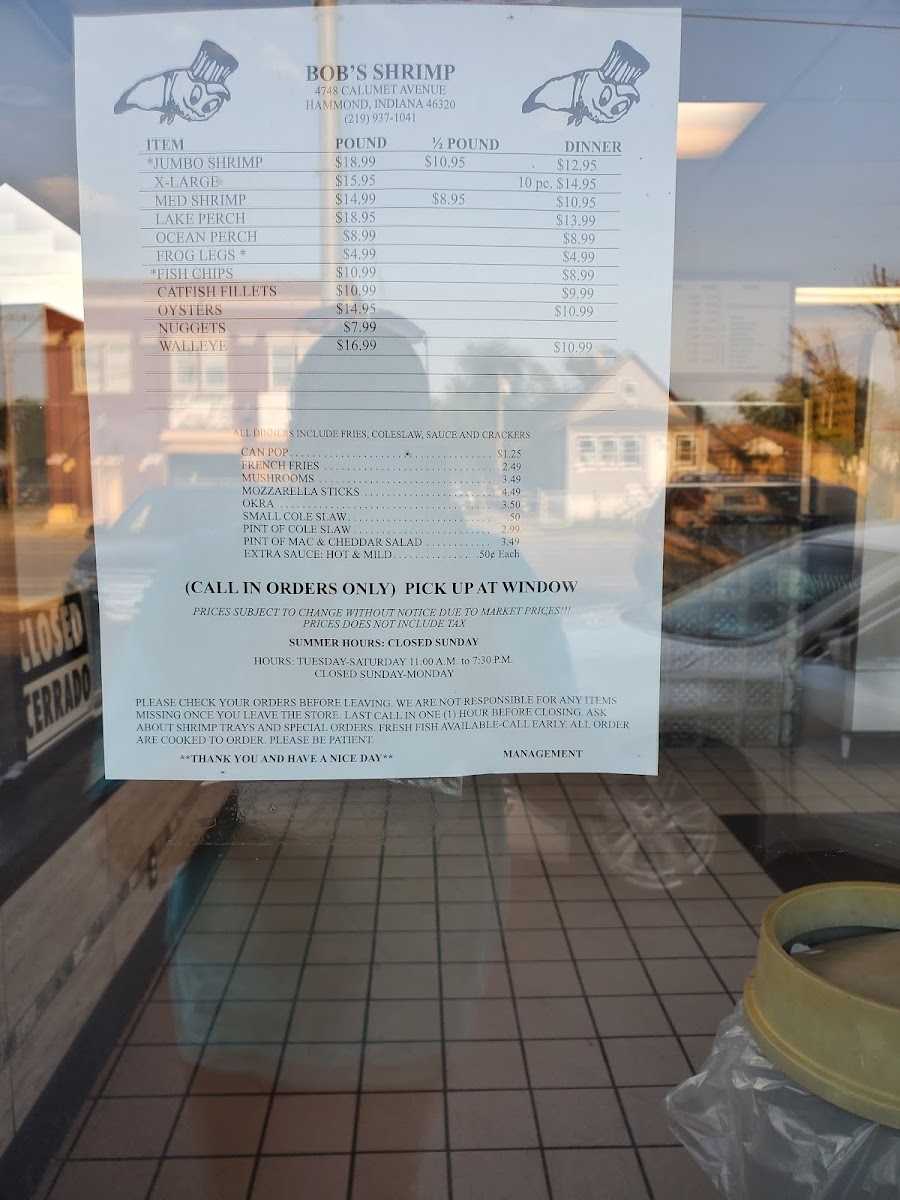 BOB'S SHRIMP
4748 CALUMET AVENUE
HAMMOND, INDIANA 46320
(219) 937-1041
ITEM POUND ½ POUND DINNER
*JUMBO SHRIMP $18.99 $10.95 $12.95
X-LARGE $15.95 10 pc. $14.95
MED SHRIMP $14.99 $8.95 $10.95
LAKE PERCH $18.95 $13.99
OCEAN PERCH $8.99 $8.99
FROG LEGS * $4.99 $4.99
*FISH CHIPS $10.99 $8.99
CATFISH FILLETS $10.99 $9.99
OYSTERS $14.95 $10.99
NUGGETS $7.99
WALLEYE $16.99 $10.99
ALL DINNERS INCLUDE FRIES, COLESLAW, SAUCE AND CRACKERS
CAN POP $1.25
FRENCH FRIES 2.49
MUSHROOMS 3.49
MOZZARELLA STICKS 4.49
OKRA 3.50
SMALL COLE SLAW .50
PINT OF COLE SLAW 2.99
PINT OF MAC & CHEDDAR SALAD 3.49
EXTRA SAUCE: HOT & MILD .50¢ Each
(CALL IN ORDERS ONLY) PICK UP AT WINDOW
PRICES SUBJECT TO CHANGE WITHOUT NOTICE DUE TO MARKET PRICES!!!
PRICES DOES NOT INCLUDE TAX
SUMMER HOURS: CLOSED SUNDAY
HOURS: TUESDAY-SATURDAY 11:00 A.M. to 7:30 P.M.
CLOSED SUNDAY-MONDAY
PLEASE CHECK YOUR ORDERS BEFORE LEAVING. WE ARE NOT RESPONSIBLE FOR ANY ITEMS
MISSING ONCE YOU LEAVE THE STORE. LAST CALL IN ONE (1) HOUR BEFORE CLOSING. ASK
ABOUT SHRIMP TRAYS AND SPECIAL ORDERS. FRESH FISH AVAILABLE-CALL EARLY. ALL ORDER
ARE COOKED TO ORDER. PLEASE BE PATIENT.
**THANK YOU AND HAVE A NICE DAY** MANAGEMENT
CLOSED
CERRADO